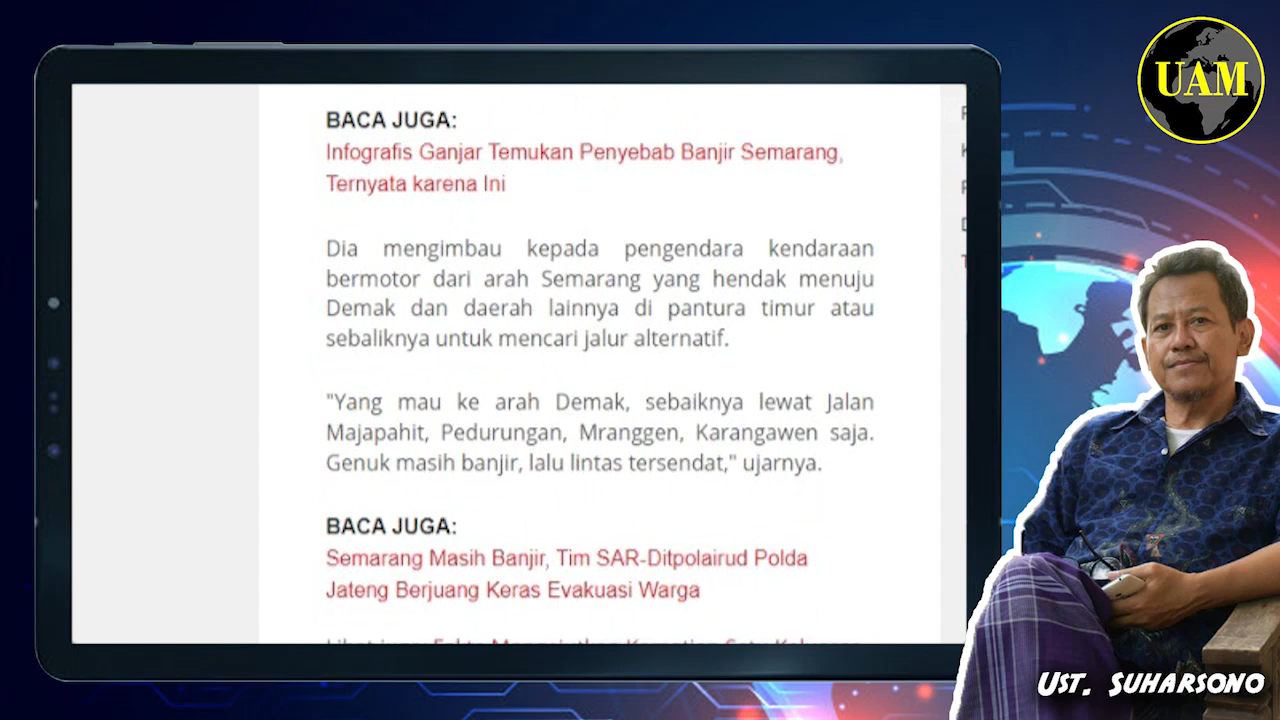 UAM
BACA JUGA:
Infografis Ganjar Temukan Penyebab Banjir Semarang,
Ternyata karena Ini
Dia mengimbau kepada pengendara kendaraan
bermotor dari arah Semarang yang hendak menuju
Demak dan daerah lainnya di pantura timur atau
sebaliknya untuk mencari jalur alternatif.
"Yang mau ke arah Demak, sebaiknya lewat Jalan
Majapahit, Pedurungan, Mranggen, Karangawen saja.
Genuk masih banjir, lalu lintas tersendat," ujarnya.
BACA JUGA:
Semarang Masih Banjir, Tim SAR-Ditpolairud Polda
Jateng Berjuang Keras Evakuasi Warga
Ust. Suharsono